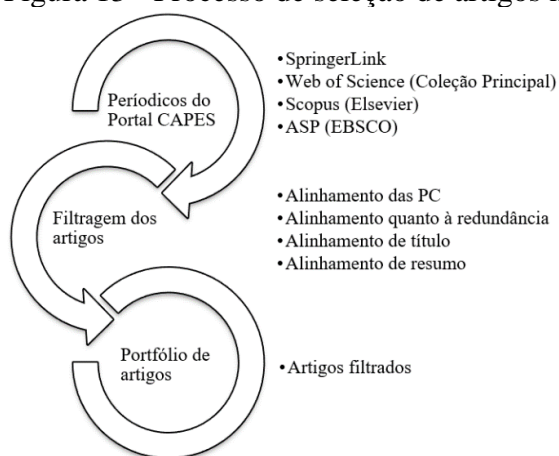 Figura 15 - Processo de seleção de artigos
Períodicos do
Portal CAPES
• SpringerLink
• Web of Science (Coleção Principal)
• Scopus (Elsevier)
• ASP (EBSCO)
Filtragem dos
artigos
• Alinhamento das PC
• Alinhamento quanto à redundância
• Alinhamento de título
• Alinhamento de resumo
Portfólio de
artigos
• Artigos filtrados